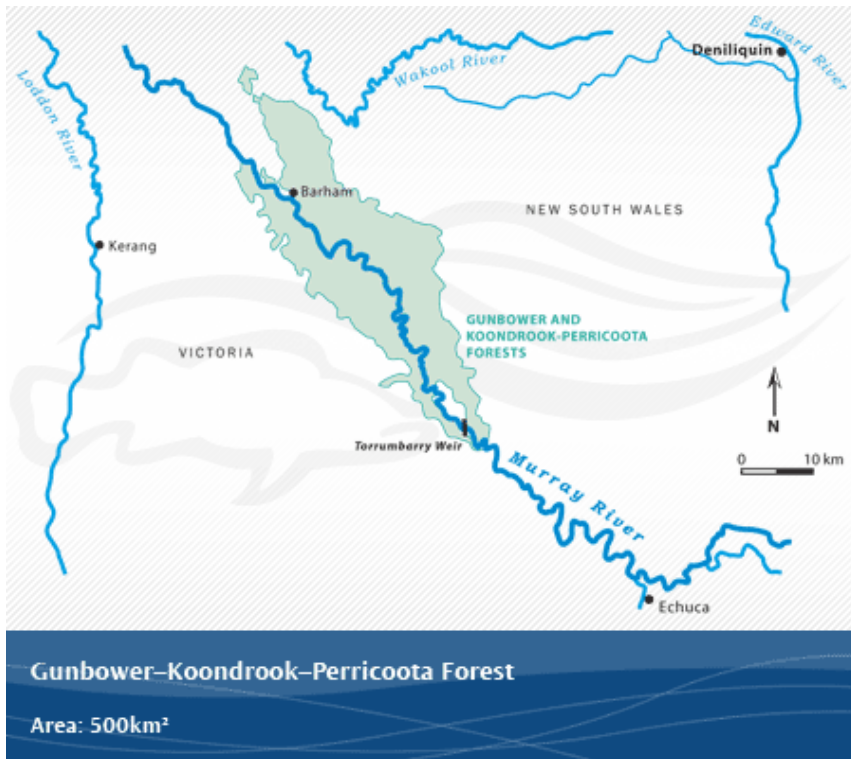 Edward River
Deniliquin
Wakool River
Loddon River
Barham
NEW SOUTH WALES
Kerang
GUNBOWER AND
KOONDROOK-PERRICOOTA
FORESTS
VICTORIA
N
Torrumbarry Weir
0 10 km
Murray River
Echuca
Gunbower–Koondrook–Perricoota Forest
Area: 500km²